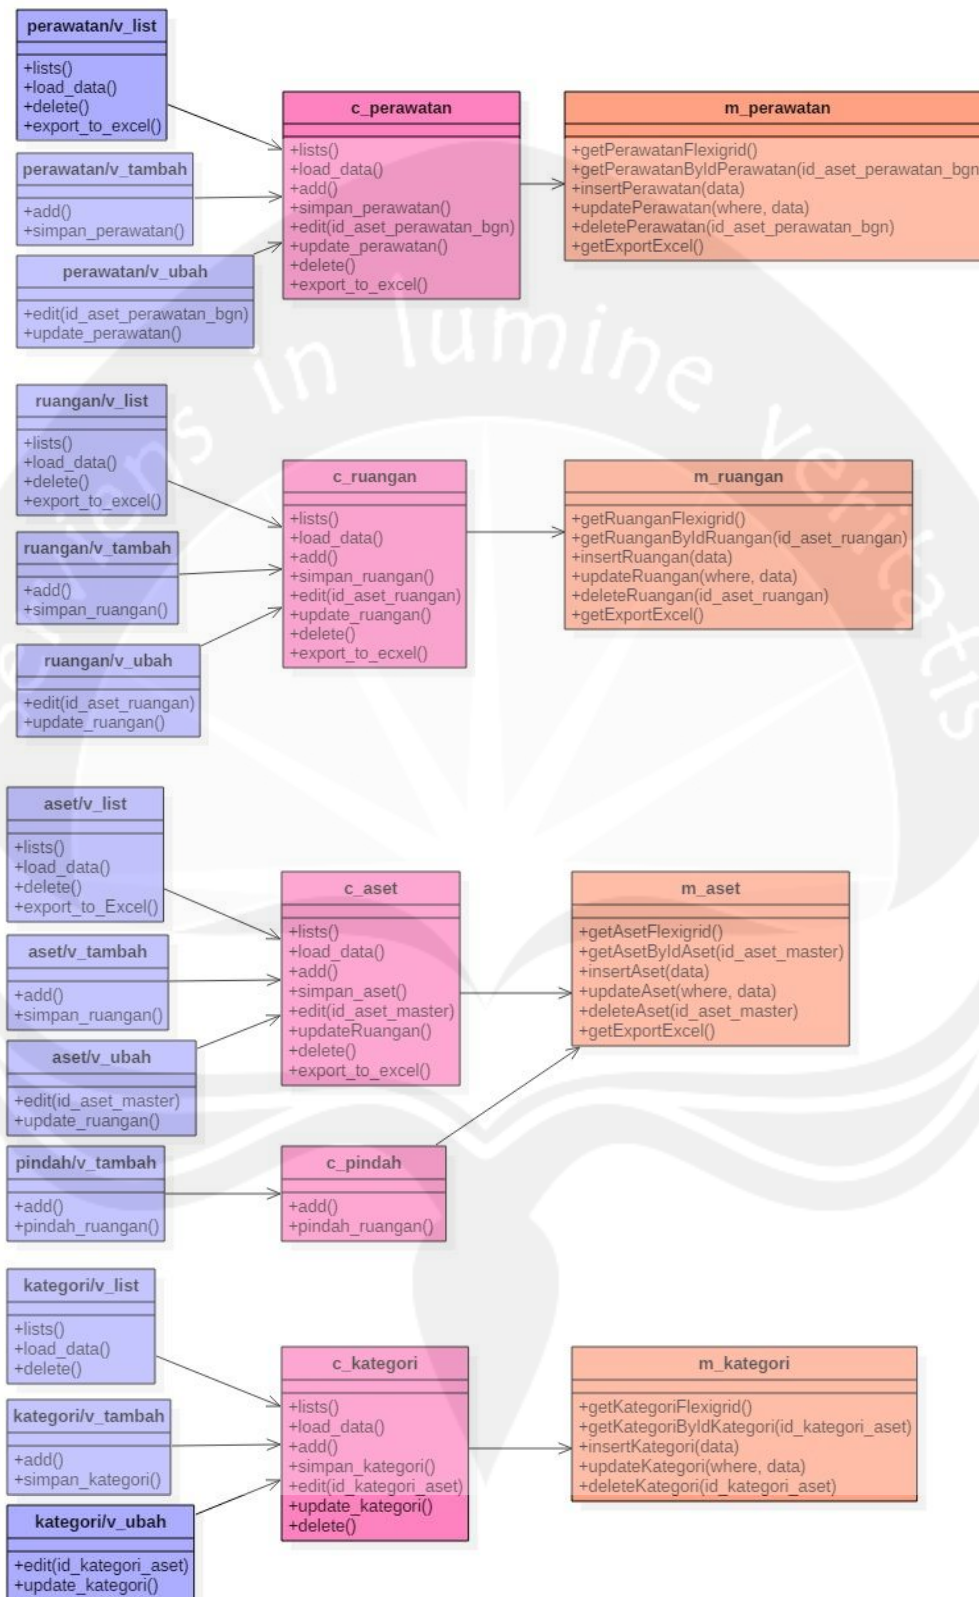 perawatan/v_list
+lists()
+load_data()
+delete()
+export_to_excel()
perawatan/v_tambah
+add()
+simpan_perawatan()
perawatan/v_ubah
+edit(id_aset_perawatan_bgn)
+update_perawatan()
c_perawatan
+lists()
+load_data()
+add()
+simpan_perawatan()
+edit(id_aset_perawatan_bgn)
+update_perawatan()
+delete()
+export_to_excel()
m_perawatan
+getPerawatanFlexigrid()
+getPerawatanByIdPerawatan(id_aset_perawatan_bgn
+insertPerawatan(data)
+updatePerawatan(where, data)
+deletePerawatan(id_aset_perawatan_bgn)
+getExportExcel()
serviens in lumine veritatis
ruangan/v_list
+lists()
+load_data()
+delete()
+export_to_excel()
ruangan/v_tambah
+add()
+simpan_ruangan()
ruangan/v_ubah
+edit(id_aset_ruangan)
+update_ruangan()
c_ruangan
+lists()
+load_data()
+add()
+simpan_ruangan()
+edit(id_aset_ruangan)
+update_ruangan()
+delete()
+export_to_ecxel()
m_ruangan
+getRuanganFlexigrid()
+getRuanganByIdRuangan(id_aset_ruangan)
+insertRuangan(data)
+updateRuangan(where, data)
+deleteRuangan(id_aset_ruangan)
+getExportExcel()
aset/v_list
+lists()
+load_data()
+delete()
+export_to_Excel()
aset/v_tambah
+add()
+simpan_ruangan()
aset/v_ubah
+edit(id_aset_master)
+update_ruangan()
c_aset
+lists()
+load_data()
+add()
+simpan_aset()
+edit(id_aset_master)
+updateRuangan()
+delete()
+export_to_excel()
m_aset
+getAsetFlexigrid()
+getAsetByIdAset(id_aset_master)
+insertAset(data)
+updateAset(where, data)
+deleteAset(id_aset_master)
+getExportExcel()
pindah/v_tambah
+add()
+pindah_ruangan()
c_pindah
+add()
+pindah_ruangan()
kategori/v_list
+lists()
+load_data()
+delete()
kategori/v_tambah
+add()
+simpan_kategori()
kategori/v_ubah
+edit(id_kategori_aset)
+update_kategori()
c_kategori
+lists()
+load_data()
+add()
+simpan_kategori()
+edit(id_kategori_aset)
+update_kategori()
+delete()
m_kategori
+getKategoriFlexigrid()
+getKategoriByIdKategori(id_kategori_aset)
+insertKategori(data)
+updateKategori(where, data)
+deleteKategori(id_kategori_aset)